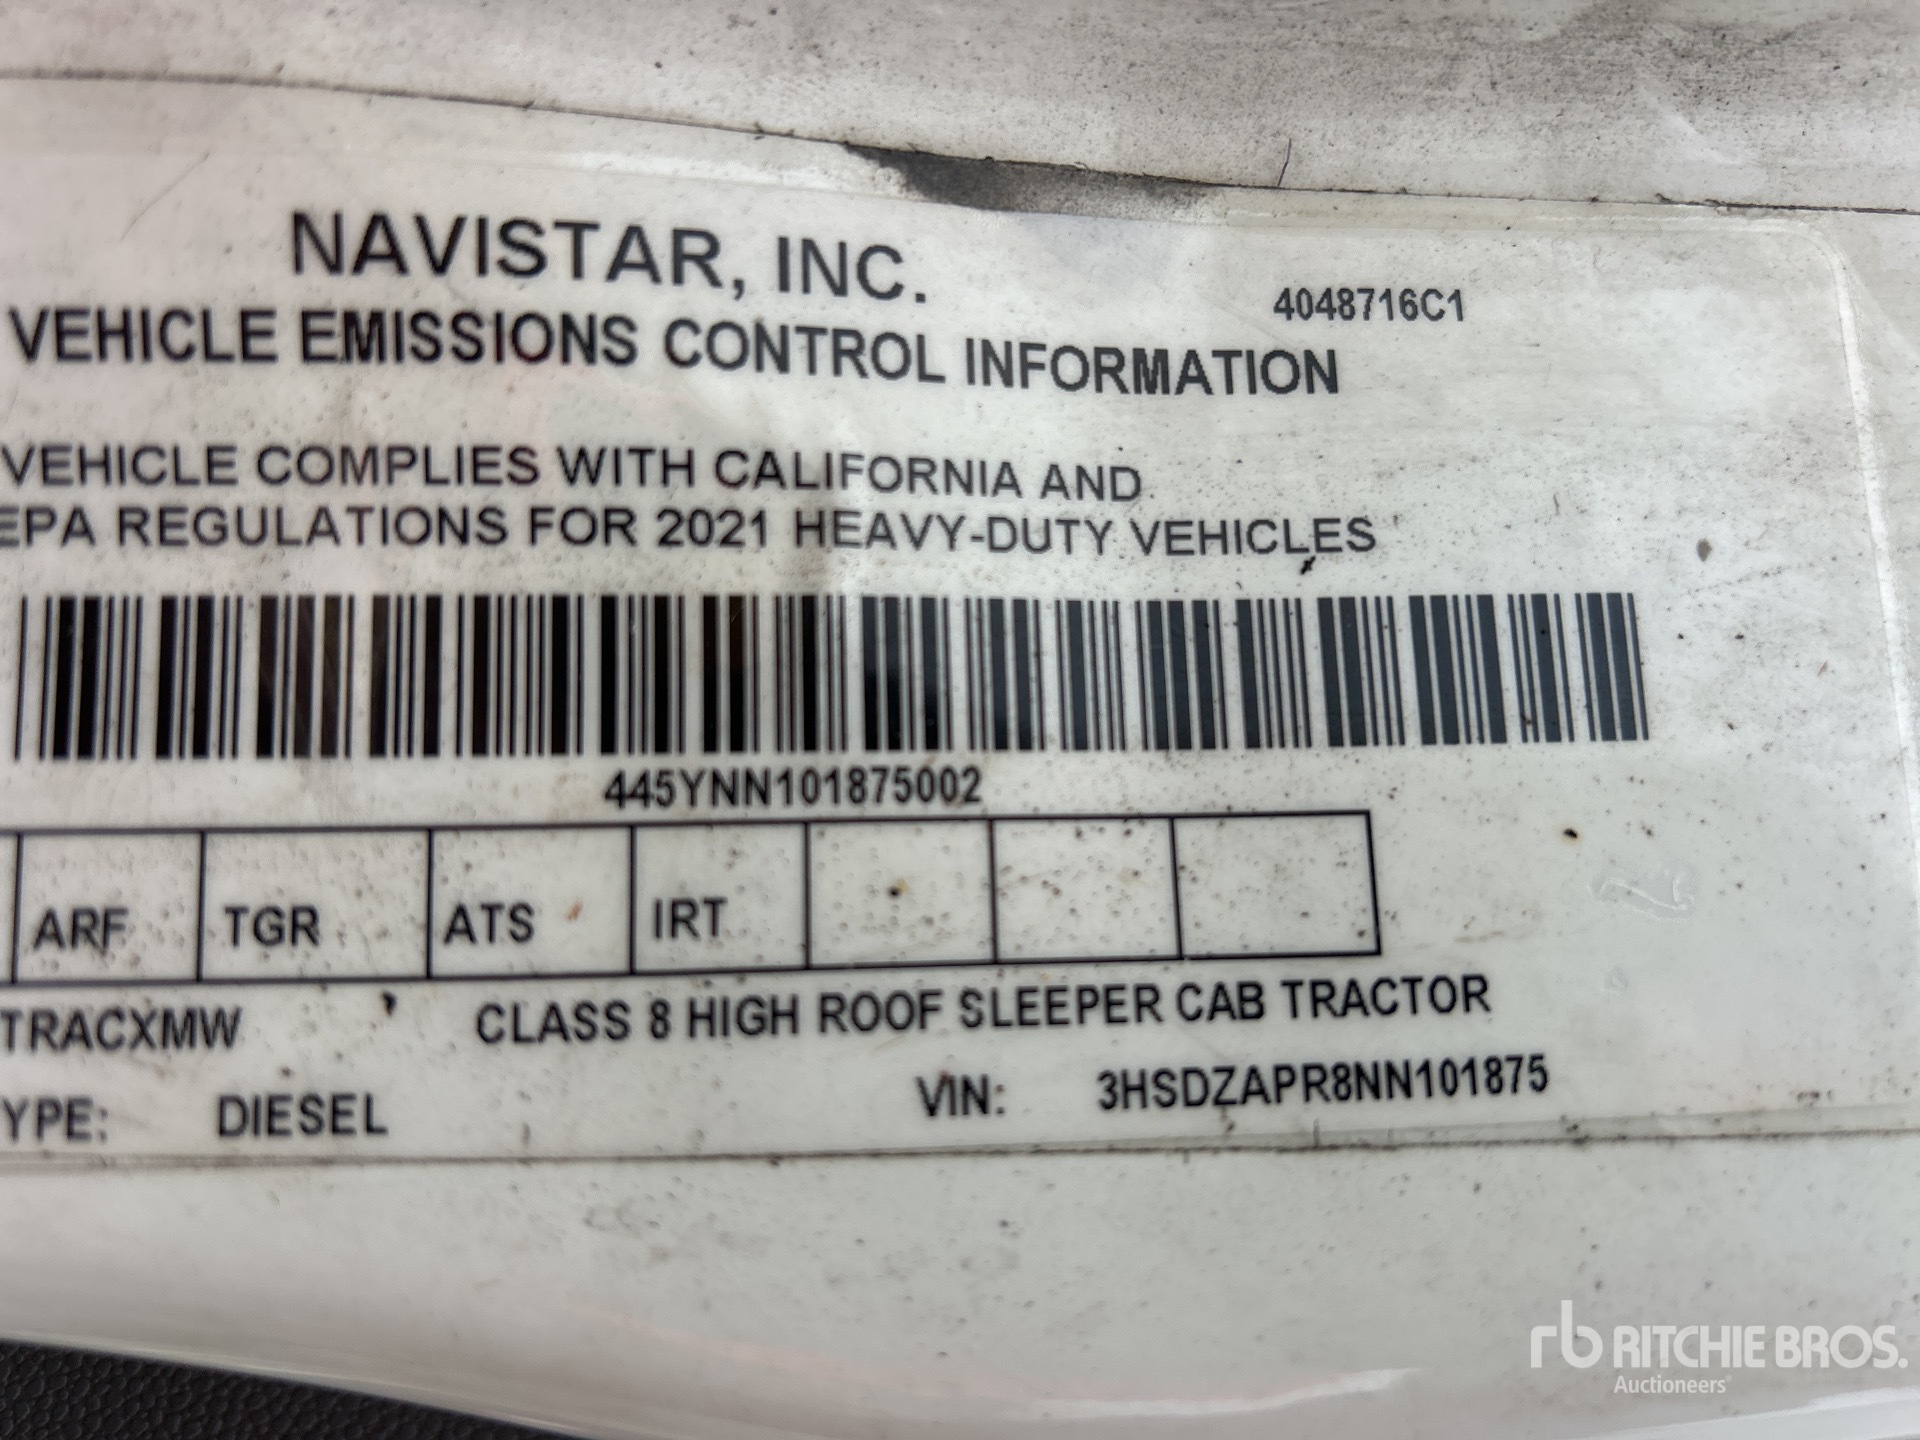 NAVISTAR, INC.
4048716C1
VEHICLE EMISSIONS CONTROL INFORMATION
VEHICLE COMPLIES WITH CALIFORNIA AND
EPA REGULATIONS FOR 2021 HEAVY-DUTY VEHICLES
445YNN101875002
ARF TGR ATS IRT
TRACXMW CLASS 8 HIGH ROOF SLEEPER CAB TRACTOR
YPE: DIESEL VIN: 3HSDZAPR8NN101875
rb RITCHIE BROS.
Auctioneers